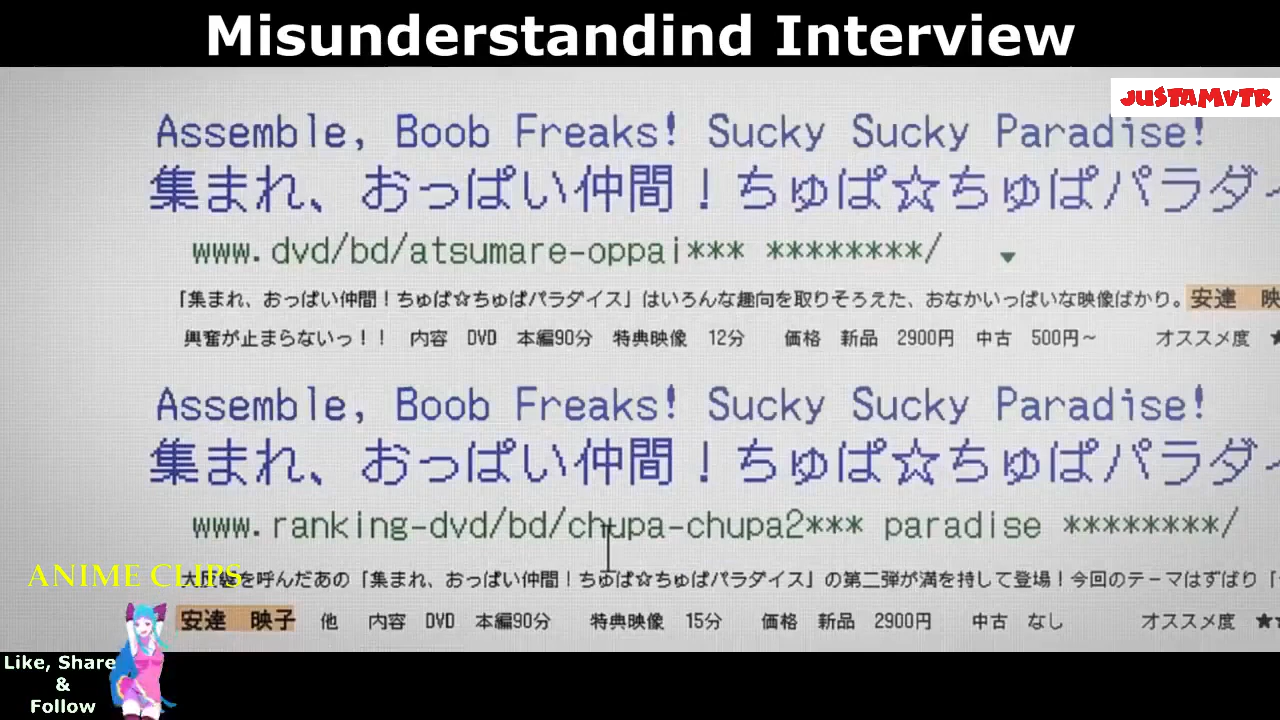 Misunderstandind Interview
JUSTAMVTR
Assemble, Boob Freaks! Sucky Sucky Paradise!
集まれ、おっぱい仲間！ちゅぱ☆ちゅぱパラダ
www.dvd/bd/atsumare-oppai*** ********/
「集まれ、おっぱい仲間！ちゅぱ☆ちゅぱパラダイス」はいろんな趣向を取りそろえた、おなかいっぱいな映像ばかり。安達 映
興奮が止まらないっ！！ 内容 DVD 本編90分 特典映像 12分 価格 新品 2900円 中古 500円～ オススメ度 ★
Assemble, Boob Freaks! Sucky Sucky Paradise!
集まれ、おっぱい仲間！ちゅぱ☆ちゅぱパラダ
www.ranking-dvd/bd/chupa-chupa2*** paradise ********/
ANIME CLIPS
を呼んだあの「集まれ、おっぱい仲間！ちゅぱ☆ちゅぱパラダイス」の第二弾が満を持して登場！今回のテーマはずばり「
安達 映子 他 内容 DVD 本編90分 特典映像 15分 価格 新品 2900円 中古 なし オススメ度 ★
Like, Share
&
Follow